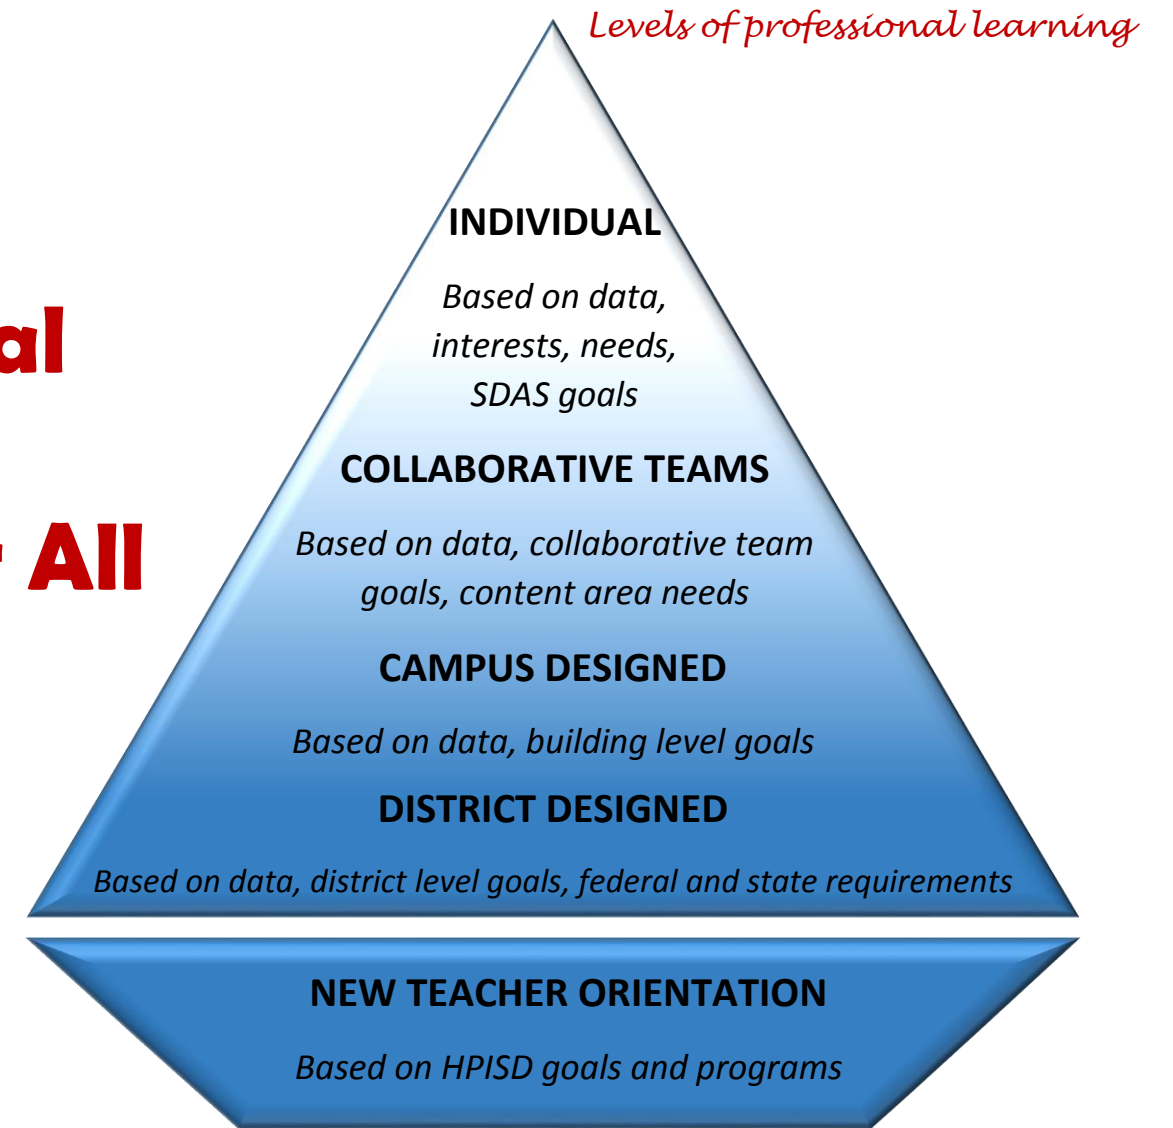 Levels of professional learning
INDIVIDUAL
Based on data,
interests, needs,
SDAS goals
al
COLLABORATIVE TEAMS
All
Based on data, collaborative team
goals, content area needs
CAMPUS DESIGNED
Based on data, building level goals
DISTRICT DESIGNED
Based on data, district level goals, federal and state requirements
NEW TEACHER ORIENTATION
Based on HPISD goals and programs